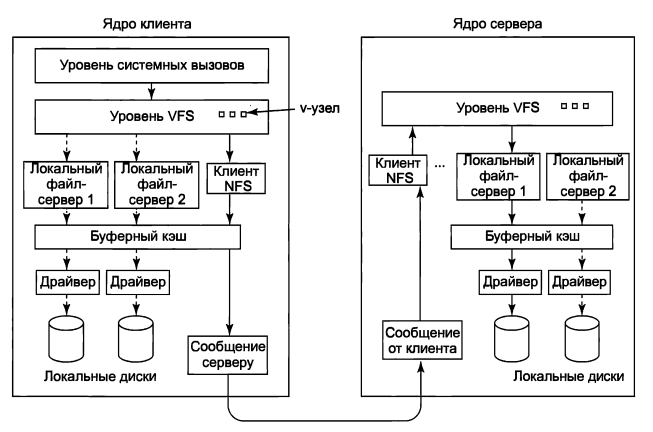 Ядро клиента
Уровень системных вызовов
Уровень VFS
v-узел
Локальный
файл-
сервер 1
Локальный
файл-
сервер 2
Клиент
NFS
Буферный кэш
Драйвер
Драйвер
Локальные диски
Сообщение
серверу
Ядро сервера
Уровень VFS
Клиент
NFS
...
Локальный
файл-
сервер 1
Локальный
файл-
сервер 2
Буферный кэш
Драйвер
Драйвер
Сообщение
от клиента
Локальные диски